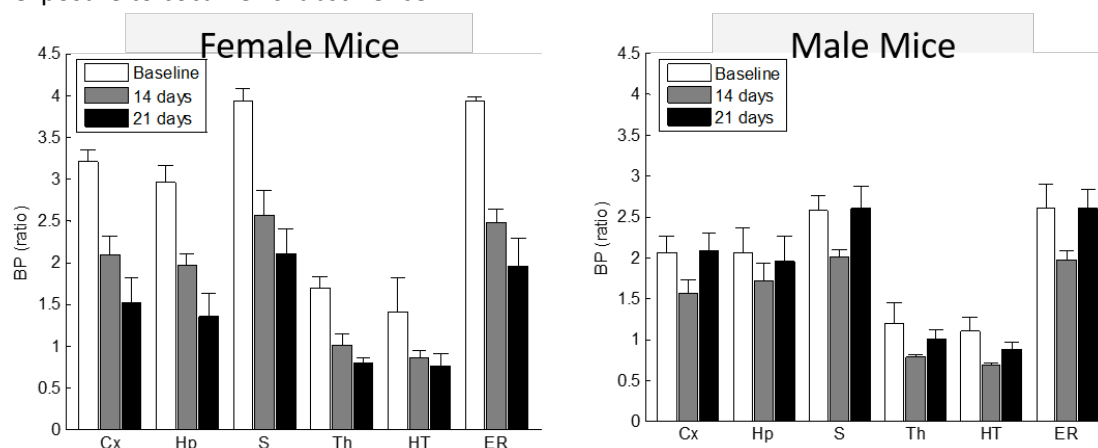 Female Mice
4.5
4
3.5
3
2.5
2
1.5
1
0.5
0
BP (ratio)
Baseline
14 days
21 days
Cx Hp S Th HT ER
Male Mice
4.5
4
3.5
3
2.5
2
1.5
1
0.5
0
BP (ratio)
Baseline
14 days
21 days
Cx Hp S Th HT ER